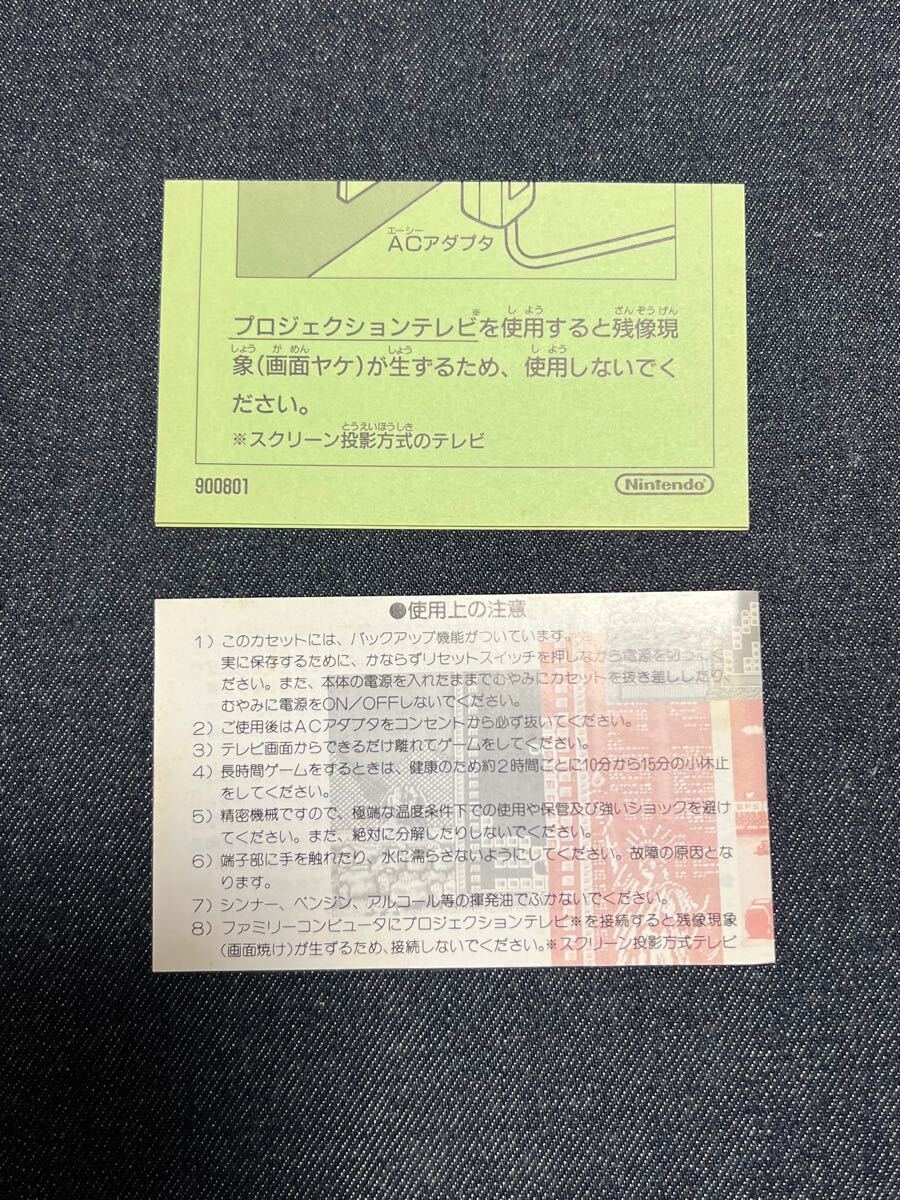 エーシー
ACアダプタ
しよう ざんぞうげん
プロジェクションテレビ※を使用すると残像現
しょう がめん しょう しよう
象(画面ヤケ)が生ずるため、使用しないでく
ださい。
とうえいほうしき
※スクリーン投影方式のテレビ
900801
Nintendo
●使用上の注意
1）このカセットには、バックアップ機能がついています。
実に保存するために、かならずリセットスイッチを押しながら電源を切ってく
ださい。また、本体の電源を入れたままでむやみにカセットを抜き差ししたり、
むやみに電源をON/OFFしないでください。
2）ご使用後はACアダプタをコンセントから必ず抜いてください。
3）テレビ画面からできるだけ離れてゲームをしてください。
4）長時間ゲームをするときは、健康のため約2時間ごとに10分から15分の小休止
をしてください。
5）精密機械ですので、極端な温度条件下での使用や保管及び強いショックを避け
てください。また、絶対に分解したりしないでください。
6）端子部に手を触れたり、水に濡らさないようにしてください。故障の原因とな
ります。
7）シンナー、ベンジン、アルコール等の揮発油でふかないでください。
8）ファミリーコンピュータにプロジェクションテレビ※を接続すると残像現象
(画面焼け)が生ずるため、接続しないでください。※スクリーン投影方式テレビ